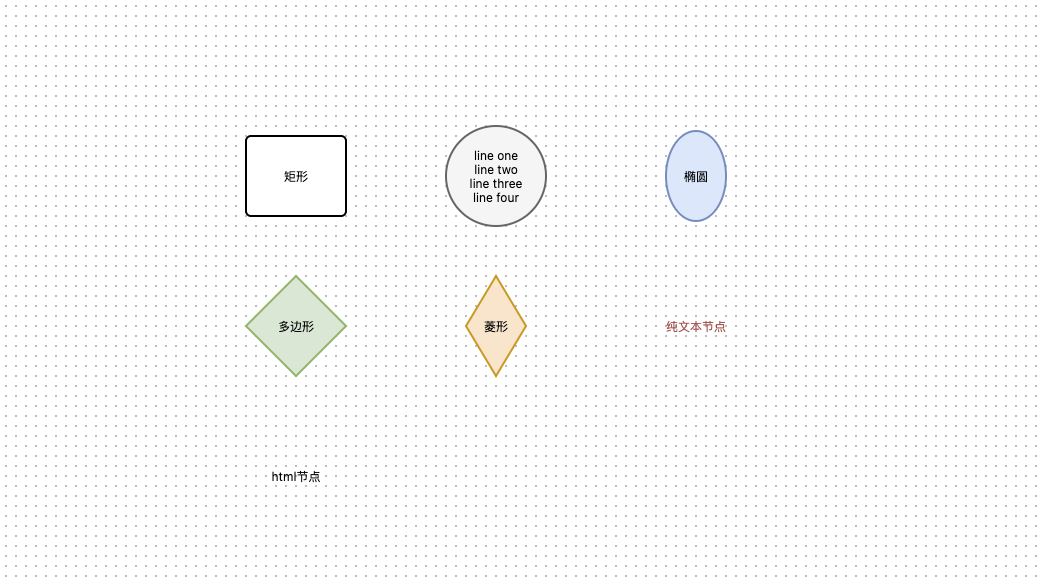 矩形
line one
line two
line three
line four
椭圆
多边形
菱形
纯文本节点
html节点